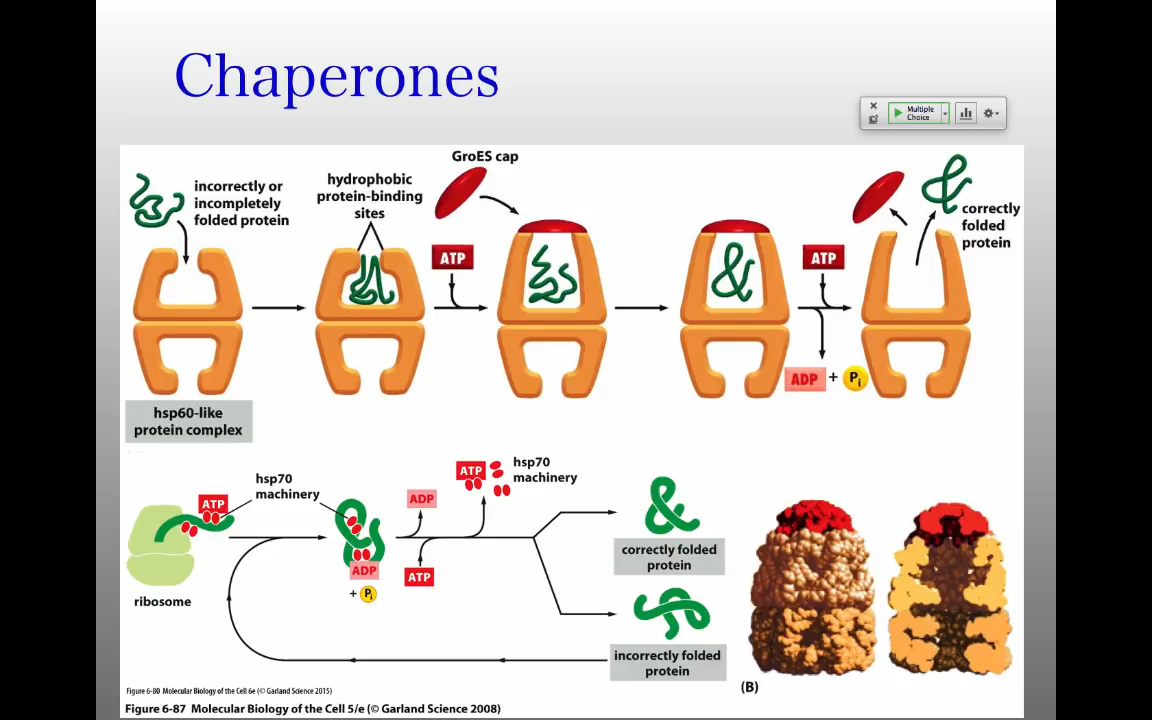 Chaperones
Multiple
Choice
GroES cap
incorrectly or
incompletely
folded protein
hydrophobic
protein-binding
sites
ATP
ATP
correctly
folded
protein
ADP + Pi
hsp60-like
protein complex
hsp70
machinery
ATP
ribosome
ADP
+ Pi
ADP
ATP
ATP
hsp70
machinery
correctly folded
protein
incorrectly folded
protein
(B)
Figure 6-80 Molecular Biology of the Cell 6e (© Garland Science 2015)
Figure 6-87 Molecular Biology of the Cell 5/e (© Garland Science 2008)